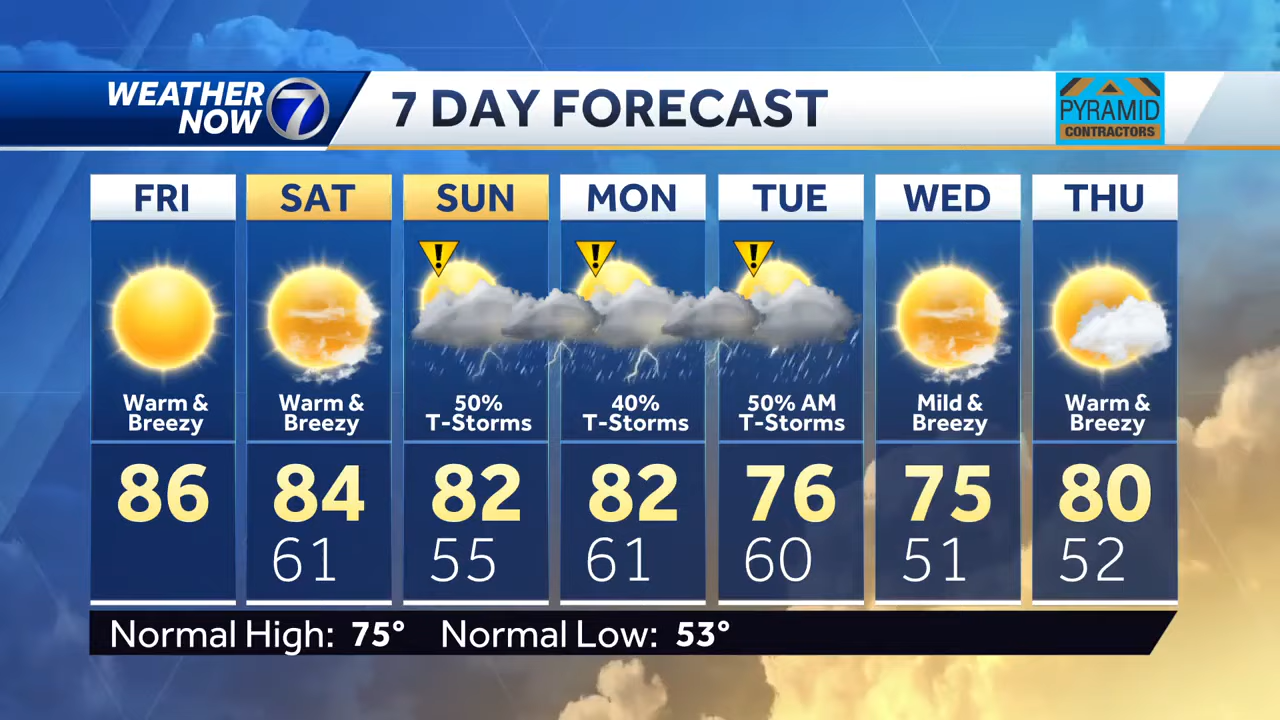 WEATHER
NOW
7
7 DAY FORECAST
PYRAMID
CONTRACTORS
FRI
SAT
SUN
MON
TUE
WED
THU
!
!
!
Warm &
Breezy
Warm &
Breezy
50%
T-Storms
40%
T-Storms
50% AM
T-Storms
Mild &
Breezy
Warm &
Breezy
86
84
82
82
76
75
80
61
55
61
60
51
52
Normal High: 75° Normal Low: 53°